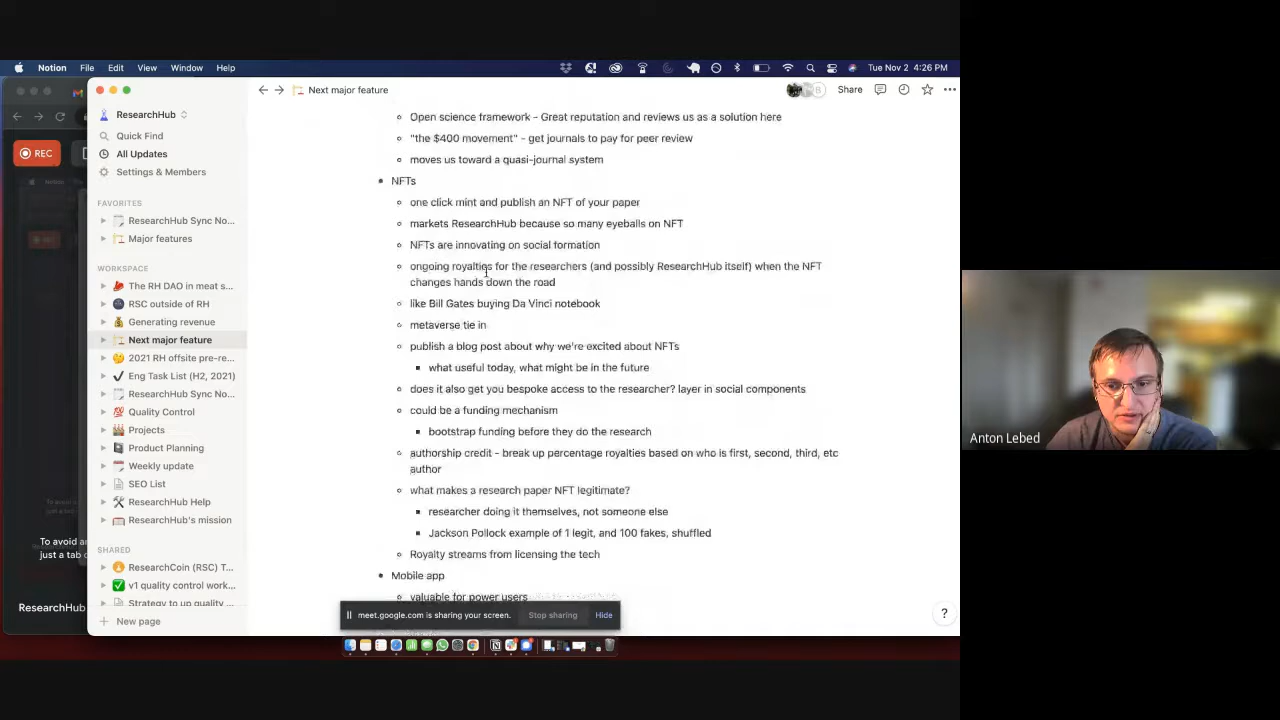 Notion File Edit View Window Help
Tue Nov 2 4:26 PM
ResearchHub
Next major feature
Share
Quick Find
REC
All Updates
Settings & Members
FAVORITES
ResearchHub Sync No...
Major features
WORKSPACE
The RH DAO in meat s...
RSC outside of RH
Generating revenue
Next major feature
2021 RH offsite pre-re...
Eng Task List (H2, 2021)
ResearchHub Sync No...
Quality Control
Projects
Product Planning
Weekly update
SEO List
ResearchHub Help
ResearchHub's mission
SHARED
ResearchCoin (RSC) T...
v1 quality control work...
Strategy to up quality ...
New page
To avoid an
just a tab o
ResearchHub
Open science framework - Great reputation and reviews us as a solution here
"the $400 movement" - get journals to pay for peer review
moves us toward a quasi-journal system
NFTs
one click mint and publish an NFT of your paper
markets ResearchHub because so many eyeballs on NFT
NFTs are innovating on social formation
ongoing royalties for the researchers (and possibly ResearchHub itself) when the NFT
changes hands down the road
like Bill Gates buying Da Vinci notebook
metaverse tie in
publish a blog post about why we're excited about NFTs
what useful today, what might be in the future
does it also get you bespoke access to the researcher? layer in social components
could be a funding mechanism
bootstrap funding before they do the research
authorship credit - break up percentage royalties based on who is first, second, third, etc
author
what makes a research paper NFT legitimate?
researcher doing it themselves, not someone else
Jackson Pollock example of 1 legit, and 100 fakes, shuffled
Royalty streams from licensing the tech
Mobile app
valuable for power users
meet.google.com is sharing your screen. Stop sharing Hide
?
Anton Lebed